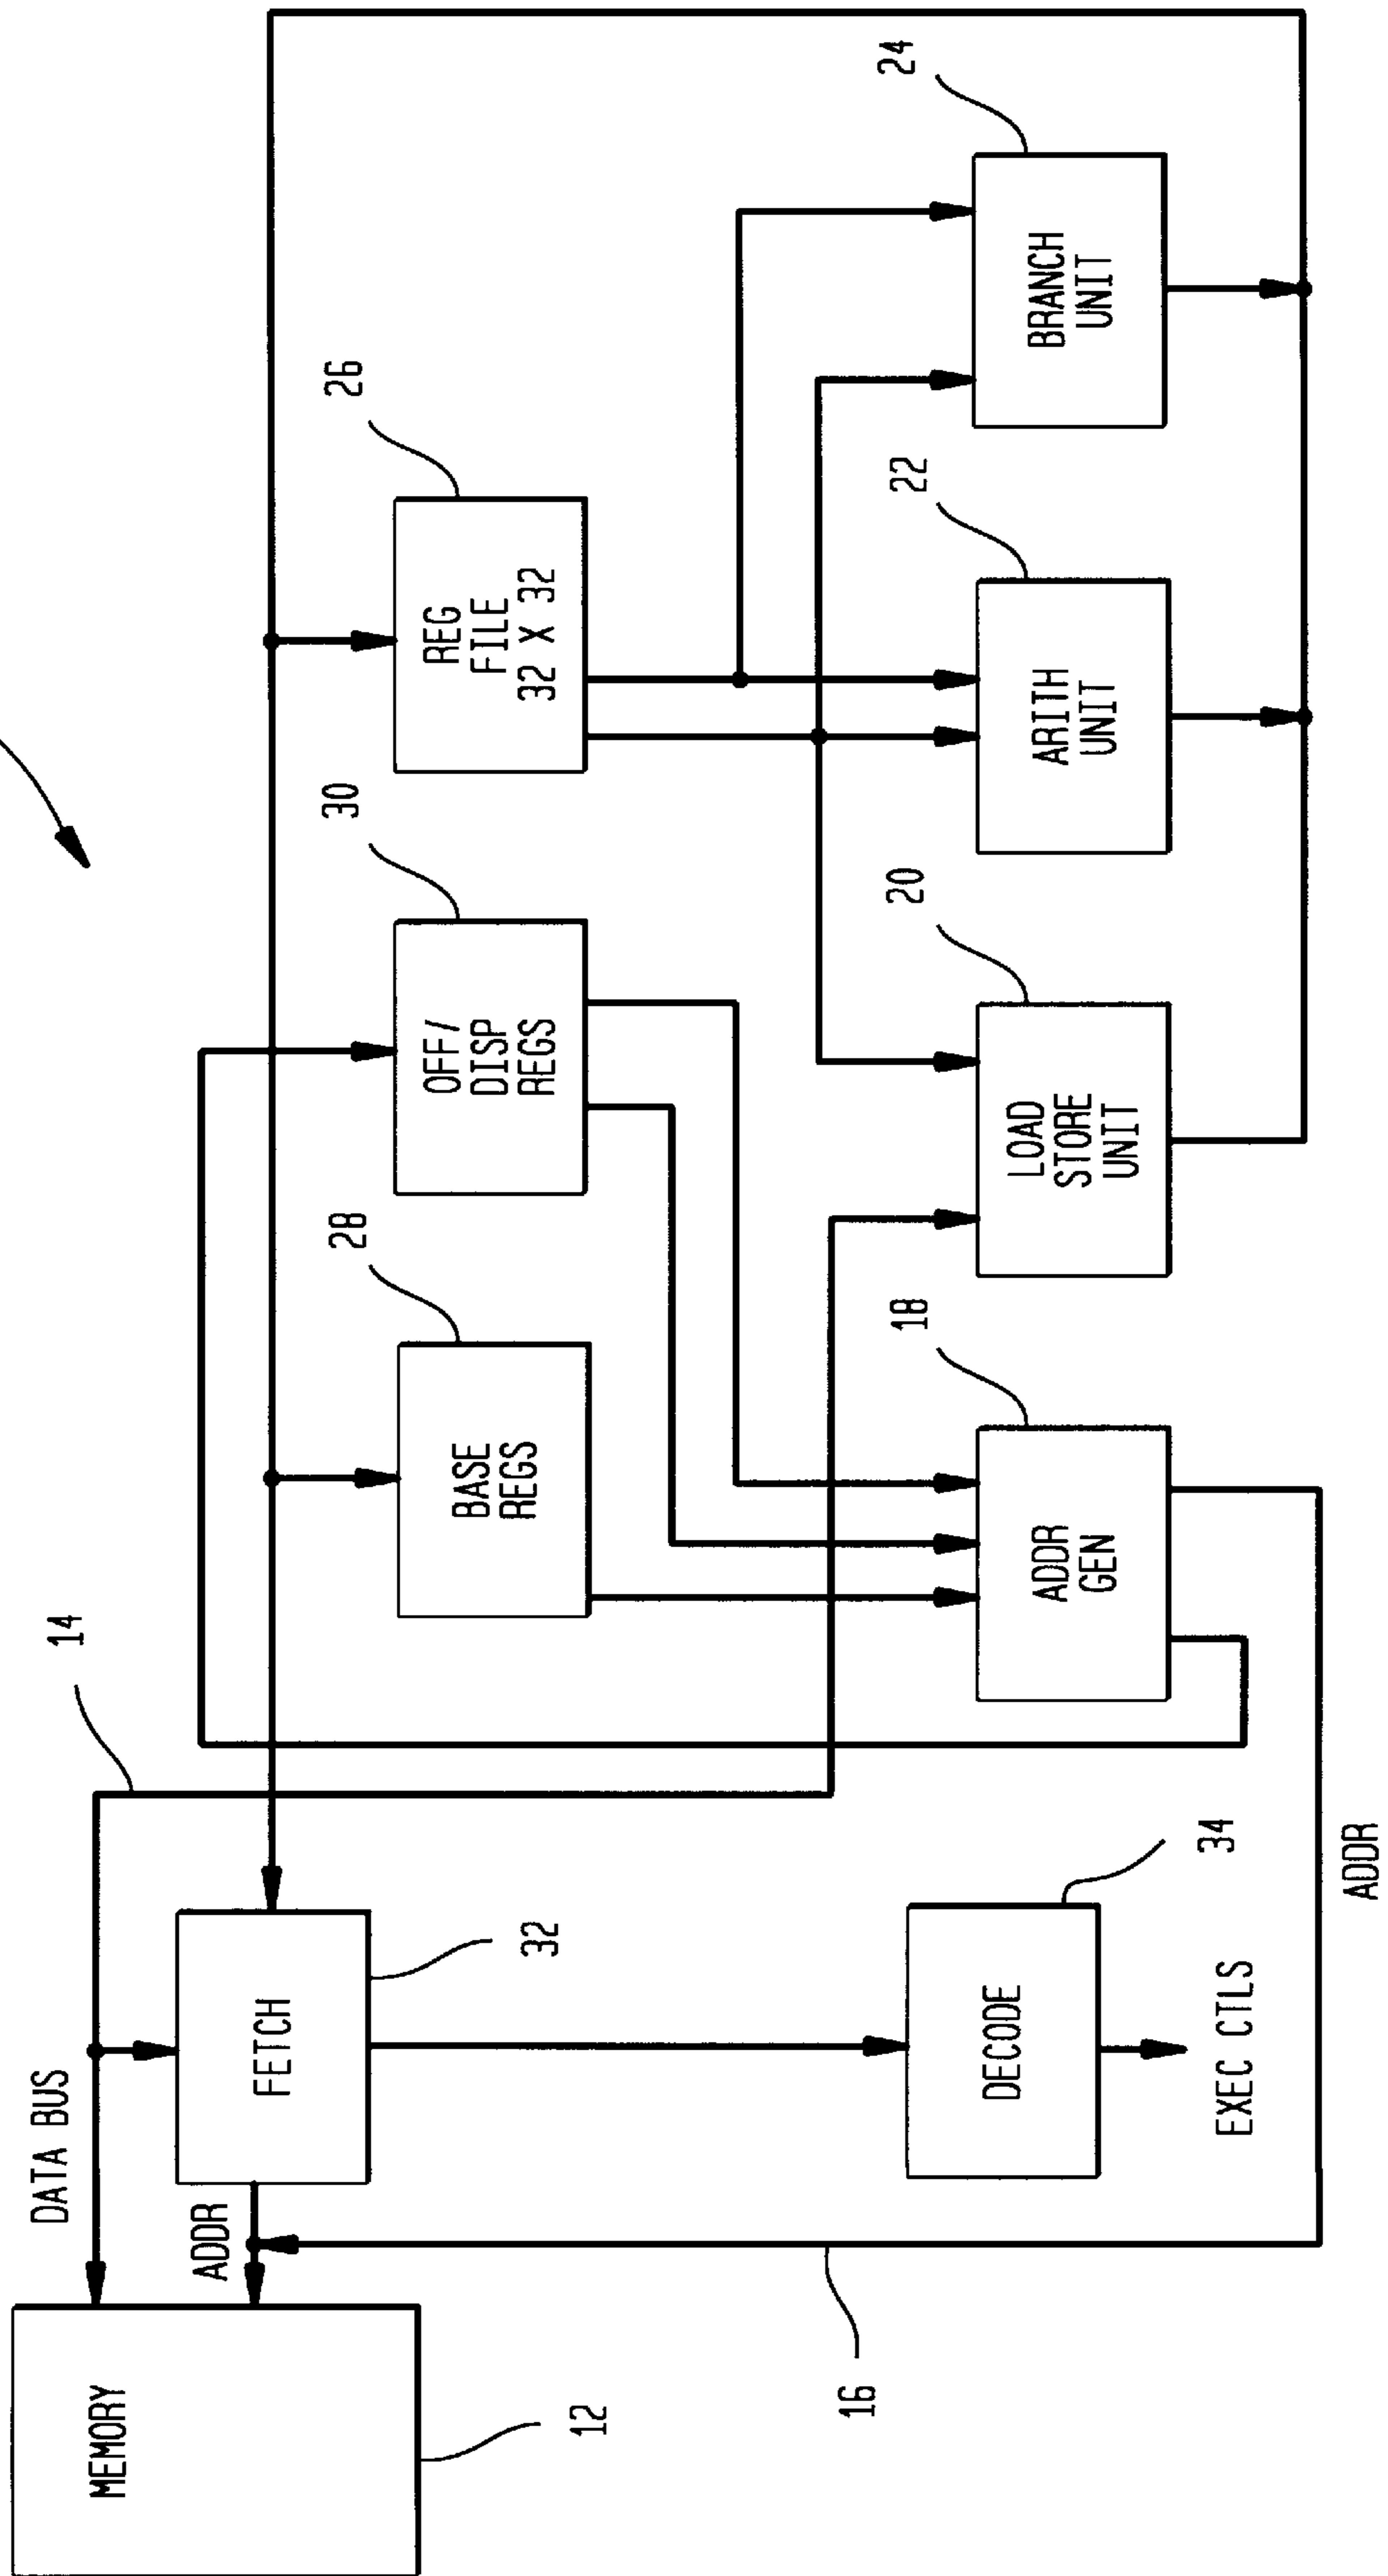 24
26
30
28
14
DATA BUS
REG
FILE
32 X 32
OFF/
DISP
REGS
BASE
REGS
FETCH
32
ADDR
MEMORY
12
22
20
18
BRANCH
UNIT
ARITH
UNIT
LOAD
STORE
UNIT
ADDR
GEN
34
DECODE
EXEC CTLS
16
ADDR